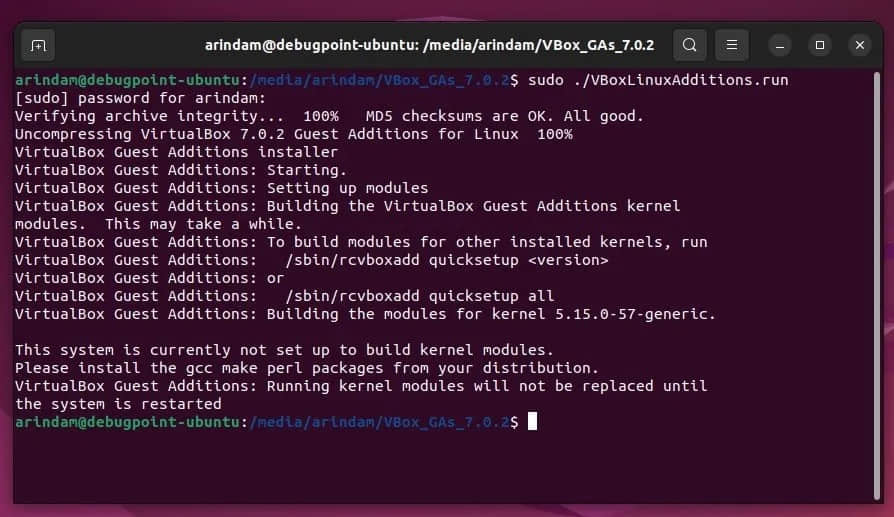 arindam@debugpoint-ubuntu: /media/arindam/VBox_GAs_7.0.2
arindam@debugpoint-ubuntu:/media/arindam/VBox_GAs_7.0.2$ sudo ./VBoxLinuxAdditions.run
[sudo] password for arindam:
Verifying archive integrity...  100%   MD5 checksums are OK. All good.
Uncompressing VirtualBox 7.0.2 Guest Additions for Linux  100%
VirtualBox Guest Additions installer
VirtualBox Guest Additions: Starting.
VirtualBox Guest Additions: Setting up modules
VirtualBox Guest Additions: Building the VirtualBox Guest Additions kernel
modules.  This may take a while.
VirtualBox Guest Additions: To build modules for other installed kernels, run
VirtualBox Guest Additions:   /sbin/rcvboxadd quicksetup <version>
VirtualBox Guest Additions: or
VirtualBox Guest Additions:   /sbin/rcvboxadd quicksetup all
VirtualBox Guest Additions: Building the modules for kernel 5.15.0-57-generic.
This system is currently not set up to build kernel modules.
Please install the gcc make perl packages from your distribution.
VirtualBox Guest Additions: Running kernel modules will not be replaced until
the system is restarted
arindam@debugpoint-ubuntu:/media/arindam/VBox_GAs_7.0.2$